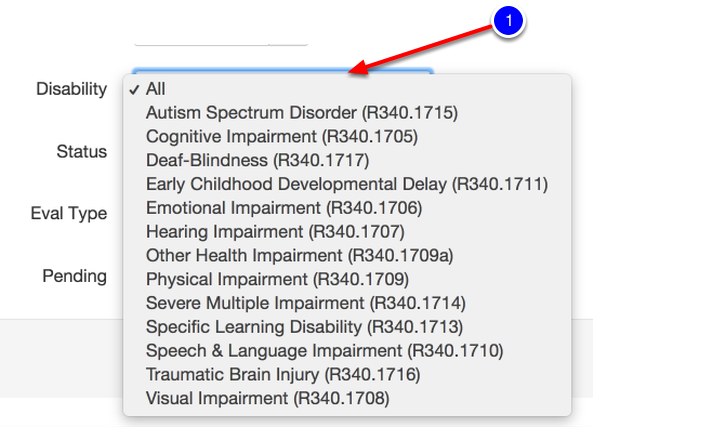 1
Disability
✓ All
Autism Spectrum Disorder (R340.1715)
Cognitive Impairment (R340.1705)
Deaf-Blindness (R340.1717)
Early Childhood Developmental Delay (R340.1711)
Emotional Impairment (R340.1706)
Hearing Impairment (R340.1707)
Other Health Impairment (R340.1709a)
Physical Impairment (R340.1709)
Severe Multiple Impairment (R340.1714)
Specific Learning Disability (R340.1713)
Speech & Language Impairment (R340.1710)
Traumatic Brain Injury (R340.1716)
Visual Impairment (R340.1708)
Status
Eval Type
Pending